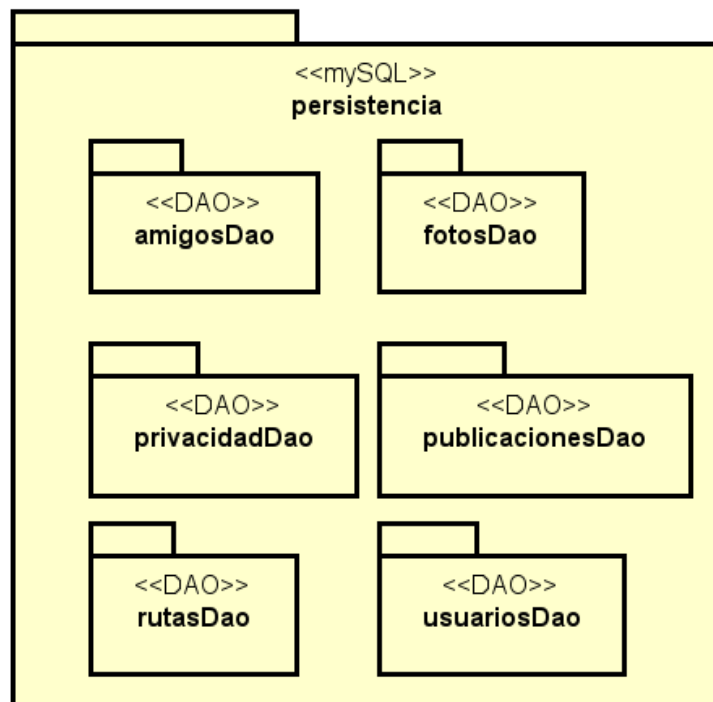 <<mySQL>>
persistencia
<<DAO>>
amigosDao
<<DAO>>
fotosDao
<<DAO>>
privacidadDao
<<DAO>>
publicacionesDao
<<DAO>>
rutasDao
<<DAO>>
usuariosDao